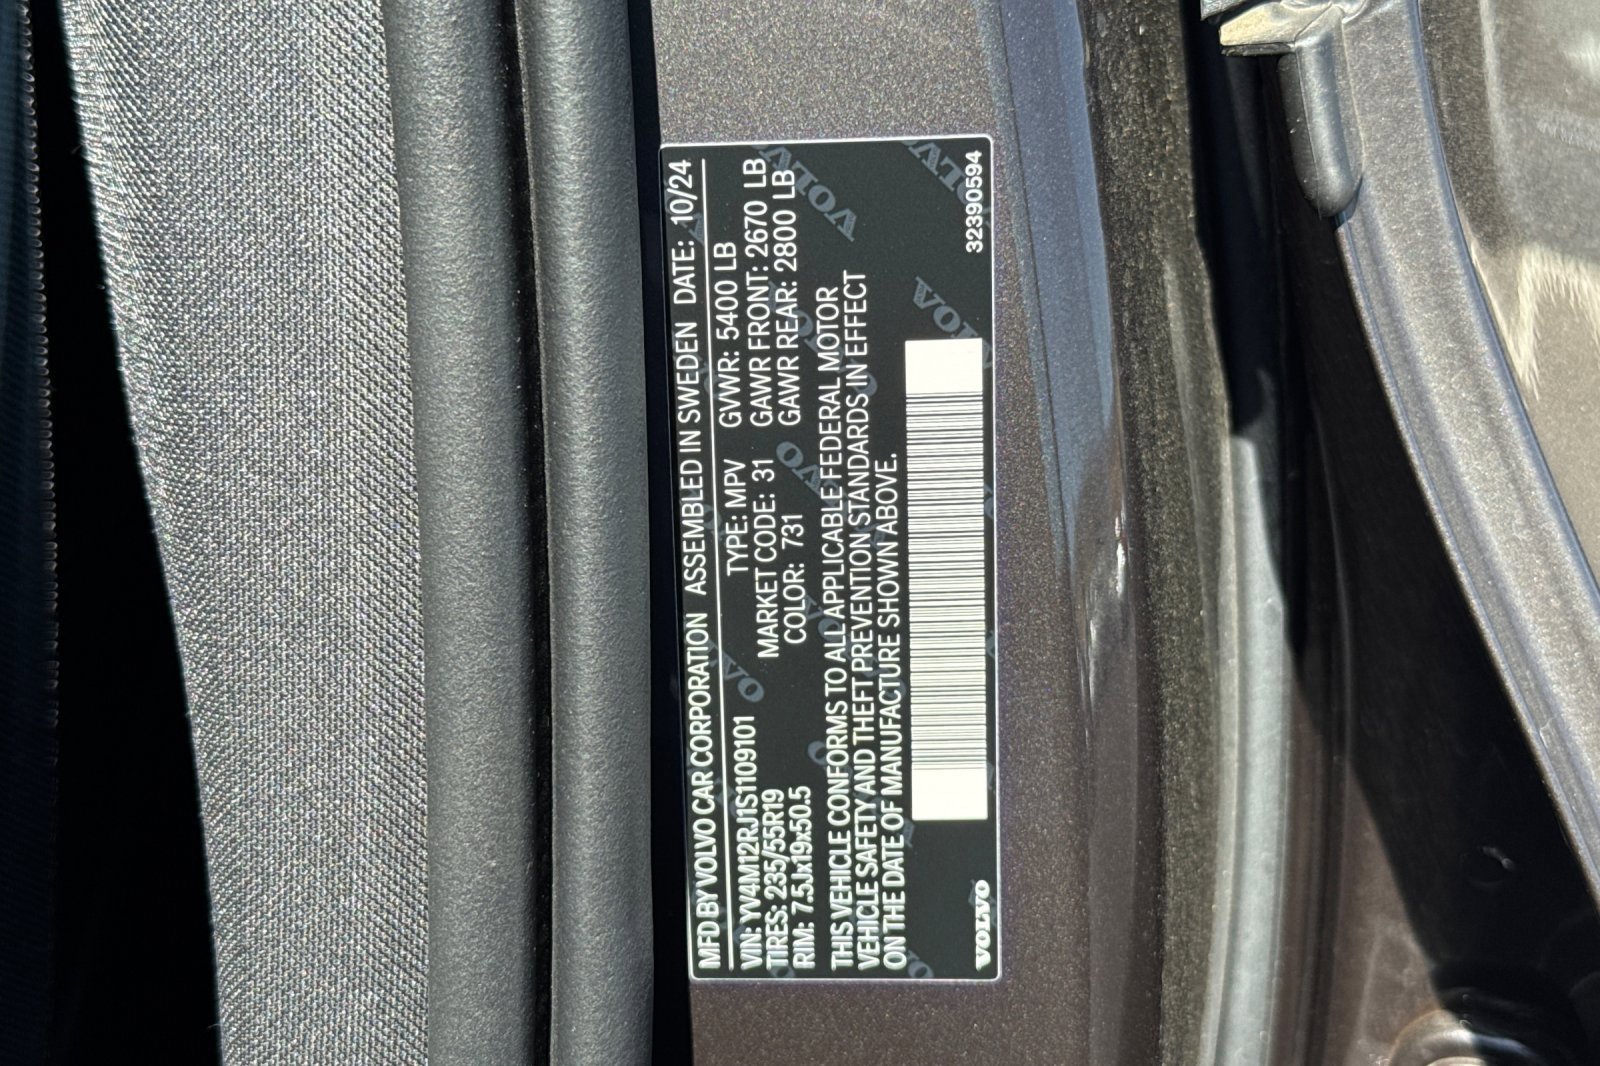 MFD BY VOLVO CAR CORPORATION ASSEMBLED IN SWEDEN DATE: 10/24
VIN: YV4M12RJ1S1109101 TYPE: MPV GVWR: 5400 LB
TIRES: 235/55R19 MARKET CODE: 31 GAWR FRONT: 2670 LB
RIM: 7.5Jx19x50.5 COLOR: 731 GAWR REAR: 2800 LB
THIS VEHICLE CONFORMS TO ALL APPLICABLE FEDERAL MOTOR
VEHICLE SAFETY AND THEFT PREVENTION STANDARDS IN EFFECT
ON THE DATE OF MANUFACTURE SHOWN ABOVE.
VOLVO 32390594